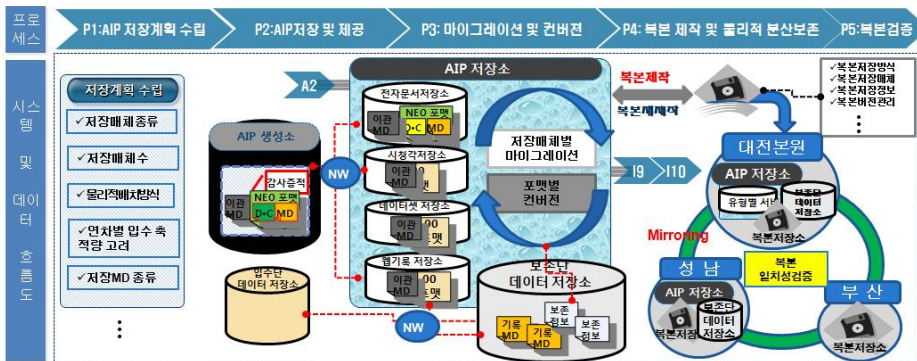 프로
세스
P1:AIP 저장계획 수립
P2:AIP저장 및 제공
P3: 마이그레이션 및 컨버젼
P4: 복본 제작 및 물리적 분산보존
P5:복본검증
시스
템
및
데이
터
흐름
도
저장계획 수립
✓저장매체종류
✓저장매체수
✓물리적배치방식
✓연차별 입수 축
적량 고려
✓저장MD 종류
⋮
A2
AIP 생성소
감사증적
NEO 포맷
이관
MD
D•C
MD
입수단
데이터 저장소
NW
NW
AIP 저장소
전자문서저장소
NEO 포맷
이관
MD
D•C
MD
시청각저장소
이관
MD
포맷
데이터셋 저장소
이관
MD
포맷
웹기록 저장소
이관
MD
포맷
저장매체별
마이그레이션
포맷별
컨버전
보존단
데이터 저장소
기록
MD
기록
MD
보존
정보
보존
정보
I9
I10
복본제작
복본재제작
✓복본저장방식
✓복본저장매체
✓복본저장정보
✓복본버전관리
⋮
대전본원
AIP 저장소
유형별 서
보존단
데이터
저장소
복본저장소
Mirroring
복본
일치성검증
성 남
AIP 저장소
보존단
데이터
저장소
복본저장
부 산
복본저장소